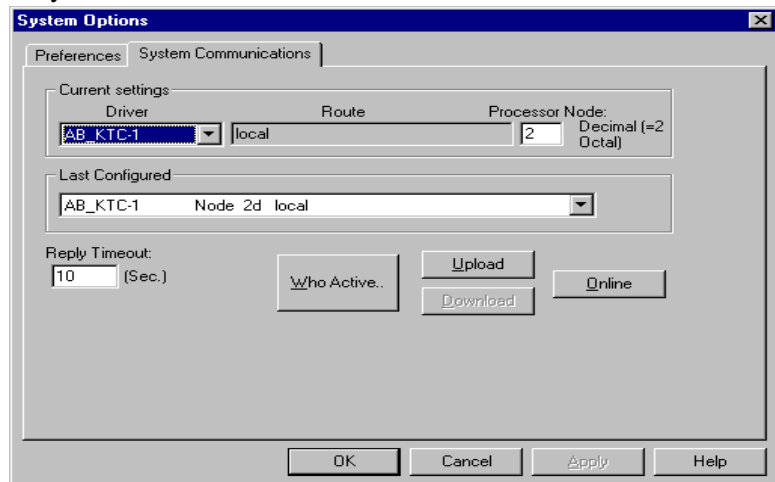 System Options
Preferences System Communications
Current settings
Driver Route Processor Node:
AB_KTC-1 local 2 Decimal (=2
Octal)
Last Configured
AB_KTC-1 Node 2d local
Reply Timeout:
10 (Sec.)
Who Active..
Upload
Download
Online
OK Cancel Apply Help